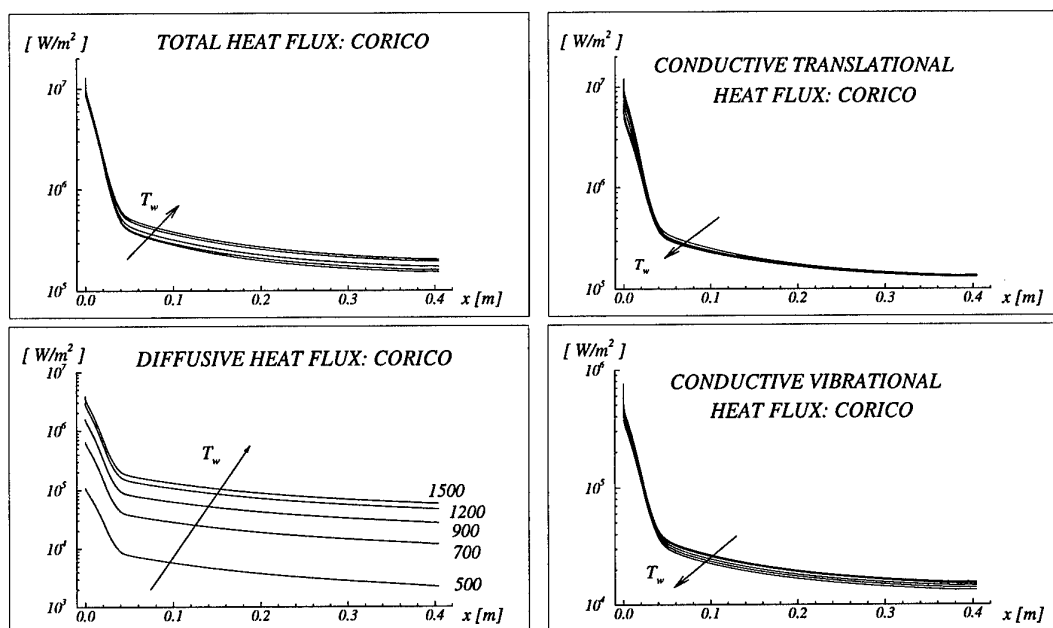 [ W/m² ]
TOTAL HEAT FLUX: CORICO
10⁷
10⁶
10⁵
T_w
0.0 0.1 0.2 0.3 0.4
x [m]
[ W/m² ]
CONDUCTIVE TRANSLATIONAL
HEAT FLUX: CORICO
10⁷
10⁶
10⁵
T_w
0.0 0.1 0.2 0.3 0.4
x [m]
[ W/m² ]
DIFFUSIVE HEAT FLUX: CORICO
10⁷
10⁶
10⁵
10⁴
10³
T_w
1500
1200
900
700
500
0.0 0.1 0.2 0.3 0.4
x [m]
[ W/m² ]
CONDUCTIVE VIBRATIONAL
HEAT FLUX: CORICO
10⁶
10⁵
10⁴
T_w
0.0 0.1 0.2 0.3 0.4
x [m]